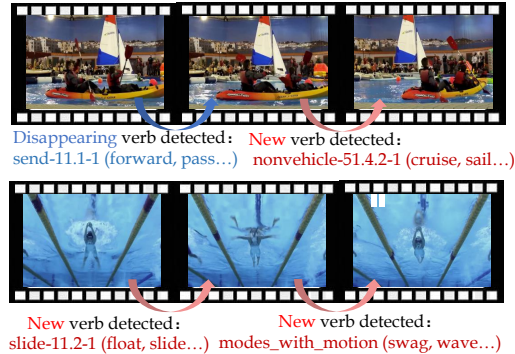 Disappearing verb detected: New verb detected:
send-11.1-1 (forward, pass…) nonvehicle-51.4.2-1 (cruise, sail…)
New verb detected: New verb detected:
slide-11.2-1 (float, slide…) modes_with_motion (swag, wave…)